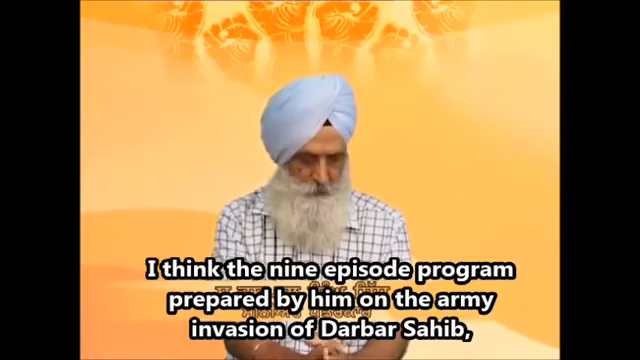 I think the nine episode program
prepared by him on the army
invasion of Darbar Sahib,